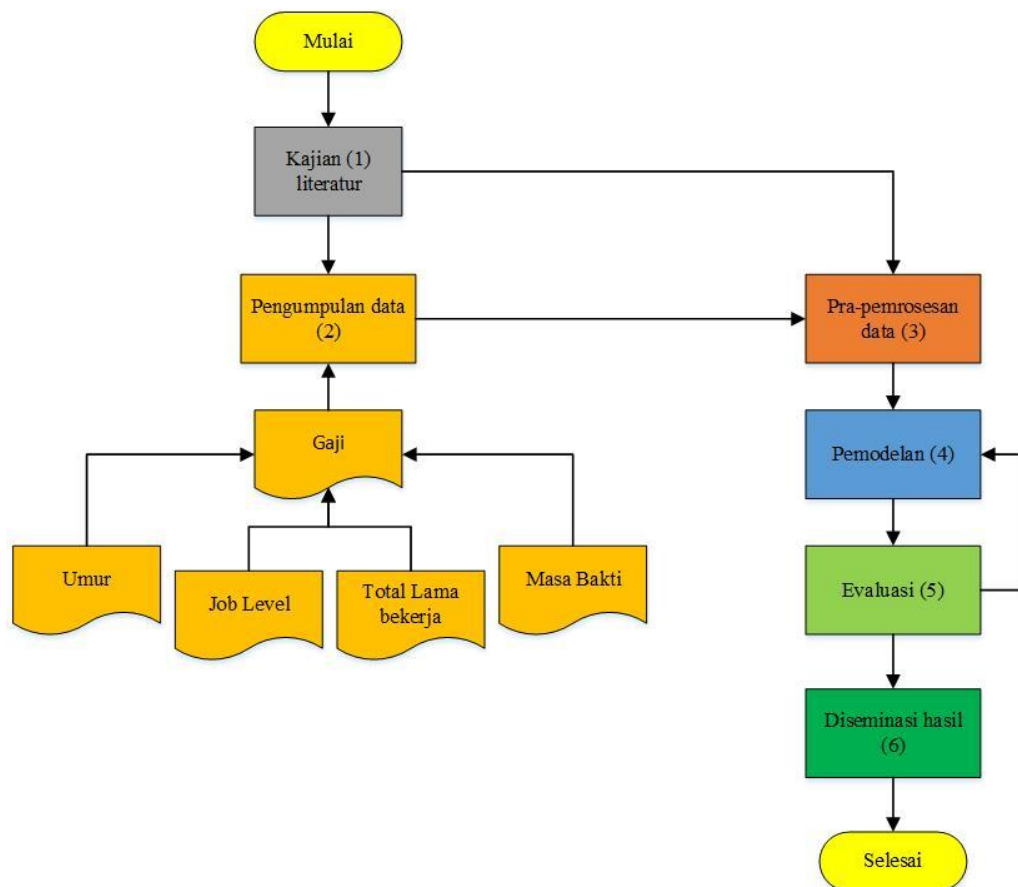 Mulai
Kajian (1)
literatur
Pengumpulan data
(2)
Pra-pemrosesan
data (3)
Gaji
Pemodelan (4)
Umur
Job Level
Total Lama
bekerja
Masa Bakti
Evaluasi (5)
Diseminasi hasil
(6)
Selesai